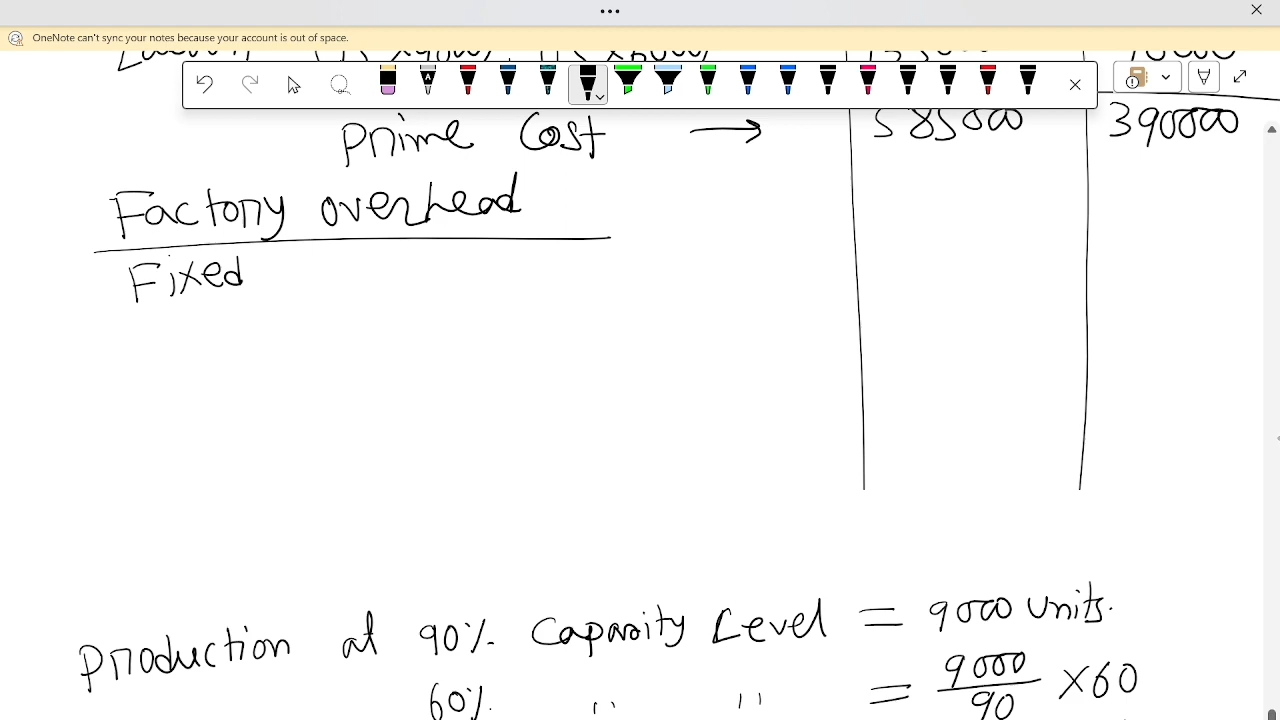 OneNote can't sync your notes because your account is out of space.
Prime Cost → 585000 390000
Factory overhead
Fixed
Production at 90% Capacity Level = 9000 units.
60% " " = 9000/90 ×60